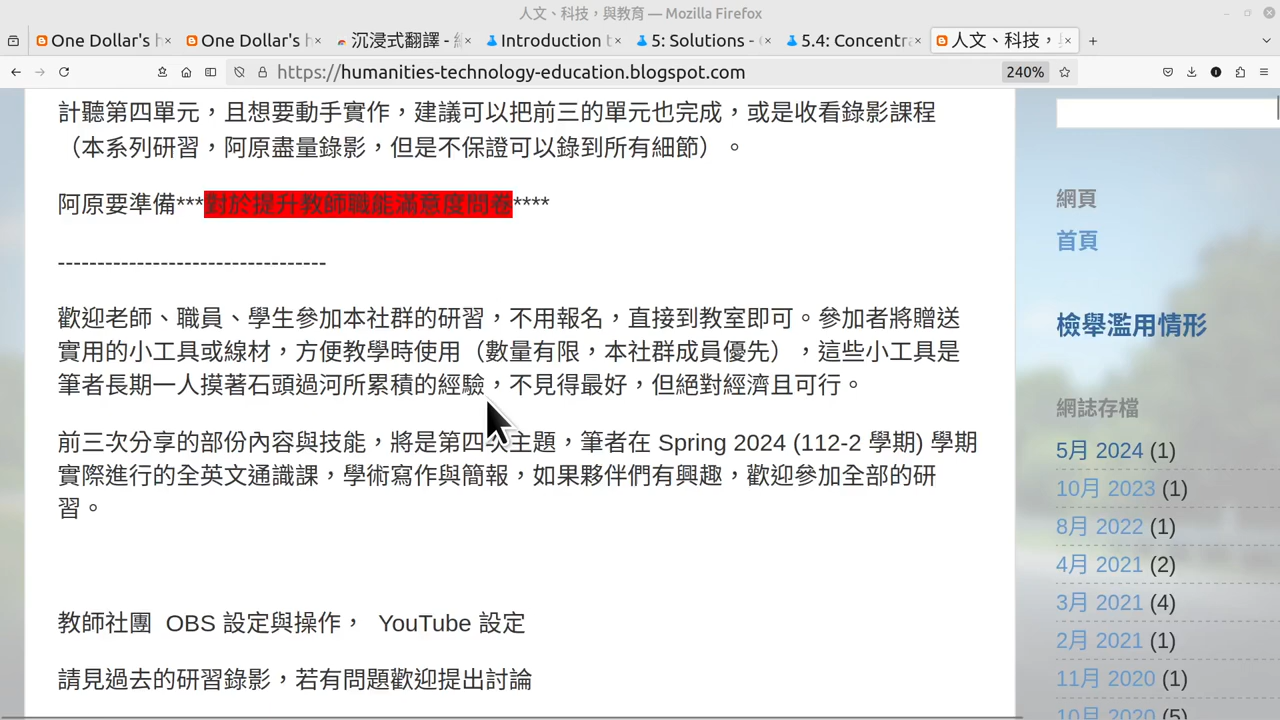 人文、科技，與教育 — Mozilla Firefox
One Dollar's h
One Dollar's h
沉浸式翻譯 -
Introduction t
5: Solutions -
5.4: Concentra
人文、科技，
https://humanities-technology-education.blogspot.com
240%
計聽第四單元，且想要動手實作，建議可以把前三的單元也完成，或是收看錄影課程
（本系列研習，阿原盡量錄影，但是不保證可以錄到所有細節）。
阿原要準備***對於提升教師職能滿意度問卷****
----------------------------------
歡迎老師、職員、學生參加本社群的研習，不用報名，直接到教室即可。參加者將贈送
實用的小工具或線材，方便教學時使用（數量有限，本社群成員優先），這些小工具是
筆者長期一人摸著石頭過河所累積的經驗，不見得最好，但絕對經濟且可行。
前三次分享的部份內容與技能，將是第四次主題，筆者在 Spring 2024 (112-2 學期) 學期
實際進行的全英文通識課，學術寫作與簡報，如果夥伴們有興趣，歡迎參加全部的研
習。
教師社團 OBS 設定與操作， YouTube 設定
請見過去的研習錄影，若有問題歡迎提出討論
網頁
首頁
檢舉濫用情形
網誌存檔
5月 2024 (1)
10月 2023 (1)
8月 2022 (1)
4月 2021 (2)
3月 2021 (4)
2月 2021 (1)
11月 2020 (1)
10月 2020 (5)